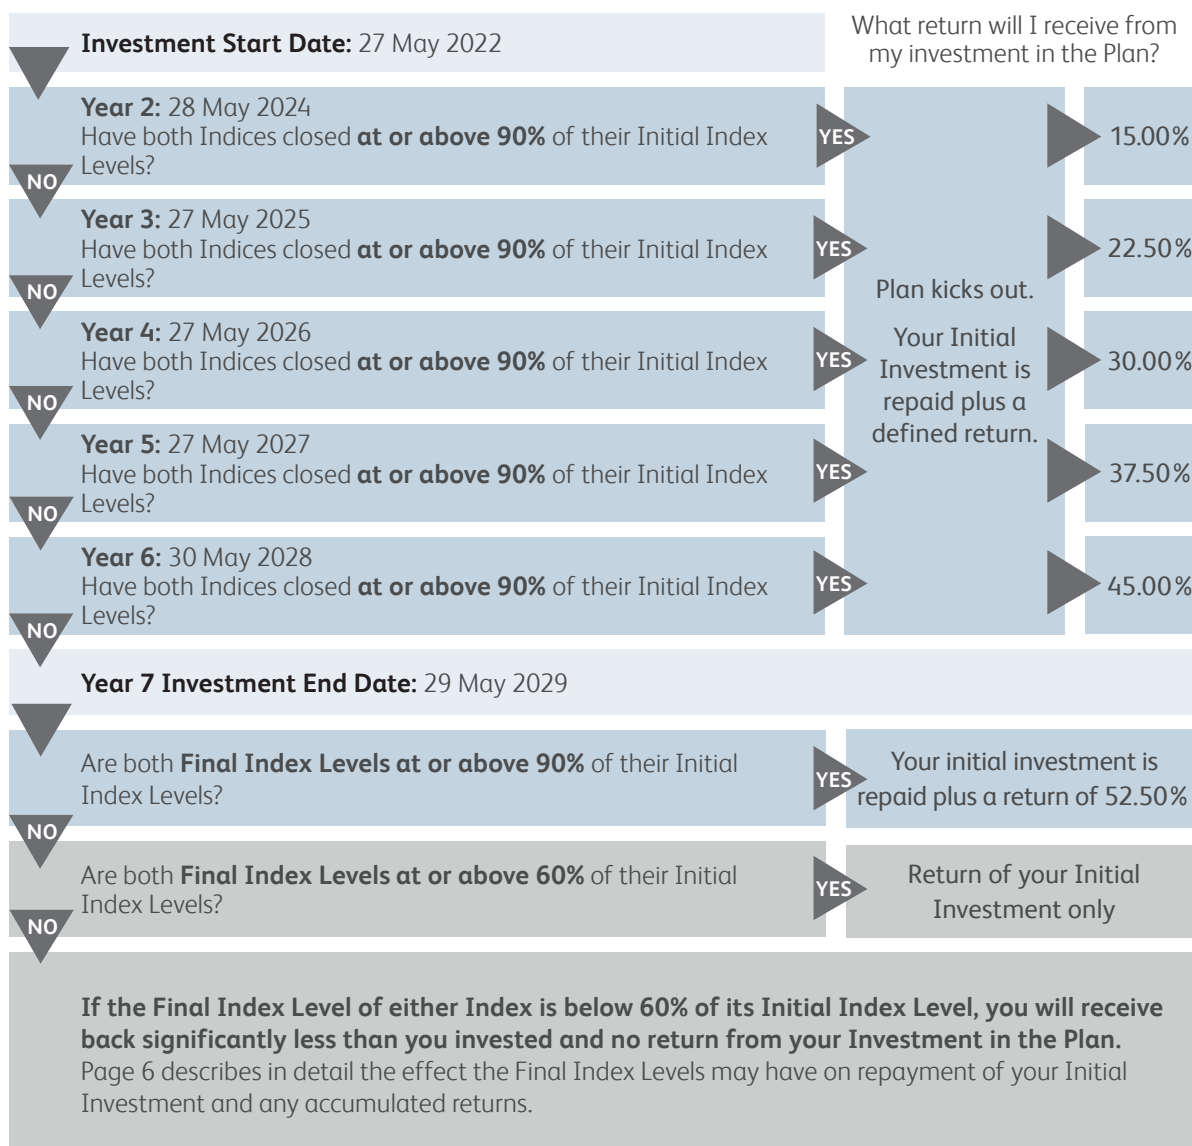 What return will I receive from
my investment in the Plan?
Investment Start Date: 27 May 2022
Year 2: 28 May 2024
Have both Indices closed at or above 90% of their Initial Index
Levels?
YES
15.00%
NO
Year 3: 27 May 2025
Have both Indices closed at or above 90% of their Initial Index
Levels?
YES
22.50%
NO
Year 4: 27 May 2026
Have both Indices closed at or above 90% of their Initial Index
Levels?
YES
30.00%
NO
Year 5: 27 May 2027
Have both Indices closed at or above 90% of their Initial Index
Levels?
YES
37.50%
NO
Year 6: 30 May 2028
Have both Indices closed at or above 90% of their Initial Index
Levels?
YES
45.00%
NO
Plan kicks out.
Your Initial
Investment is
repaid plus a
defined return.
Year 7 Investment End Date: 29 May 2029
Are both Final Index Levels at or above 90% of their Initial
Index Levels?
YES
Your initial investment is
repaid plus a return of 52.50%
NO
Are both Final Index Levels at or above 60% of their Initial
Index Levels?
YES
Return of your Initial
Investment only
NO
If the Final Index Level of either Index is below 60% of its Initial Index Level, you will receive
back significantly less than you invested and no return from your Investment in the Plan.
Page 6 describes in detail the effect the Final Index Levels may have on repayment of your Initial
Investment and any accumulated returns.